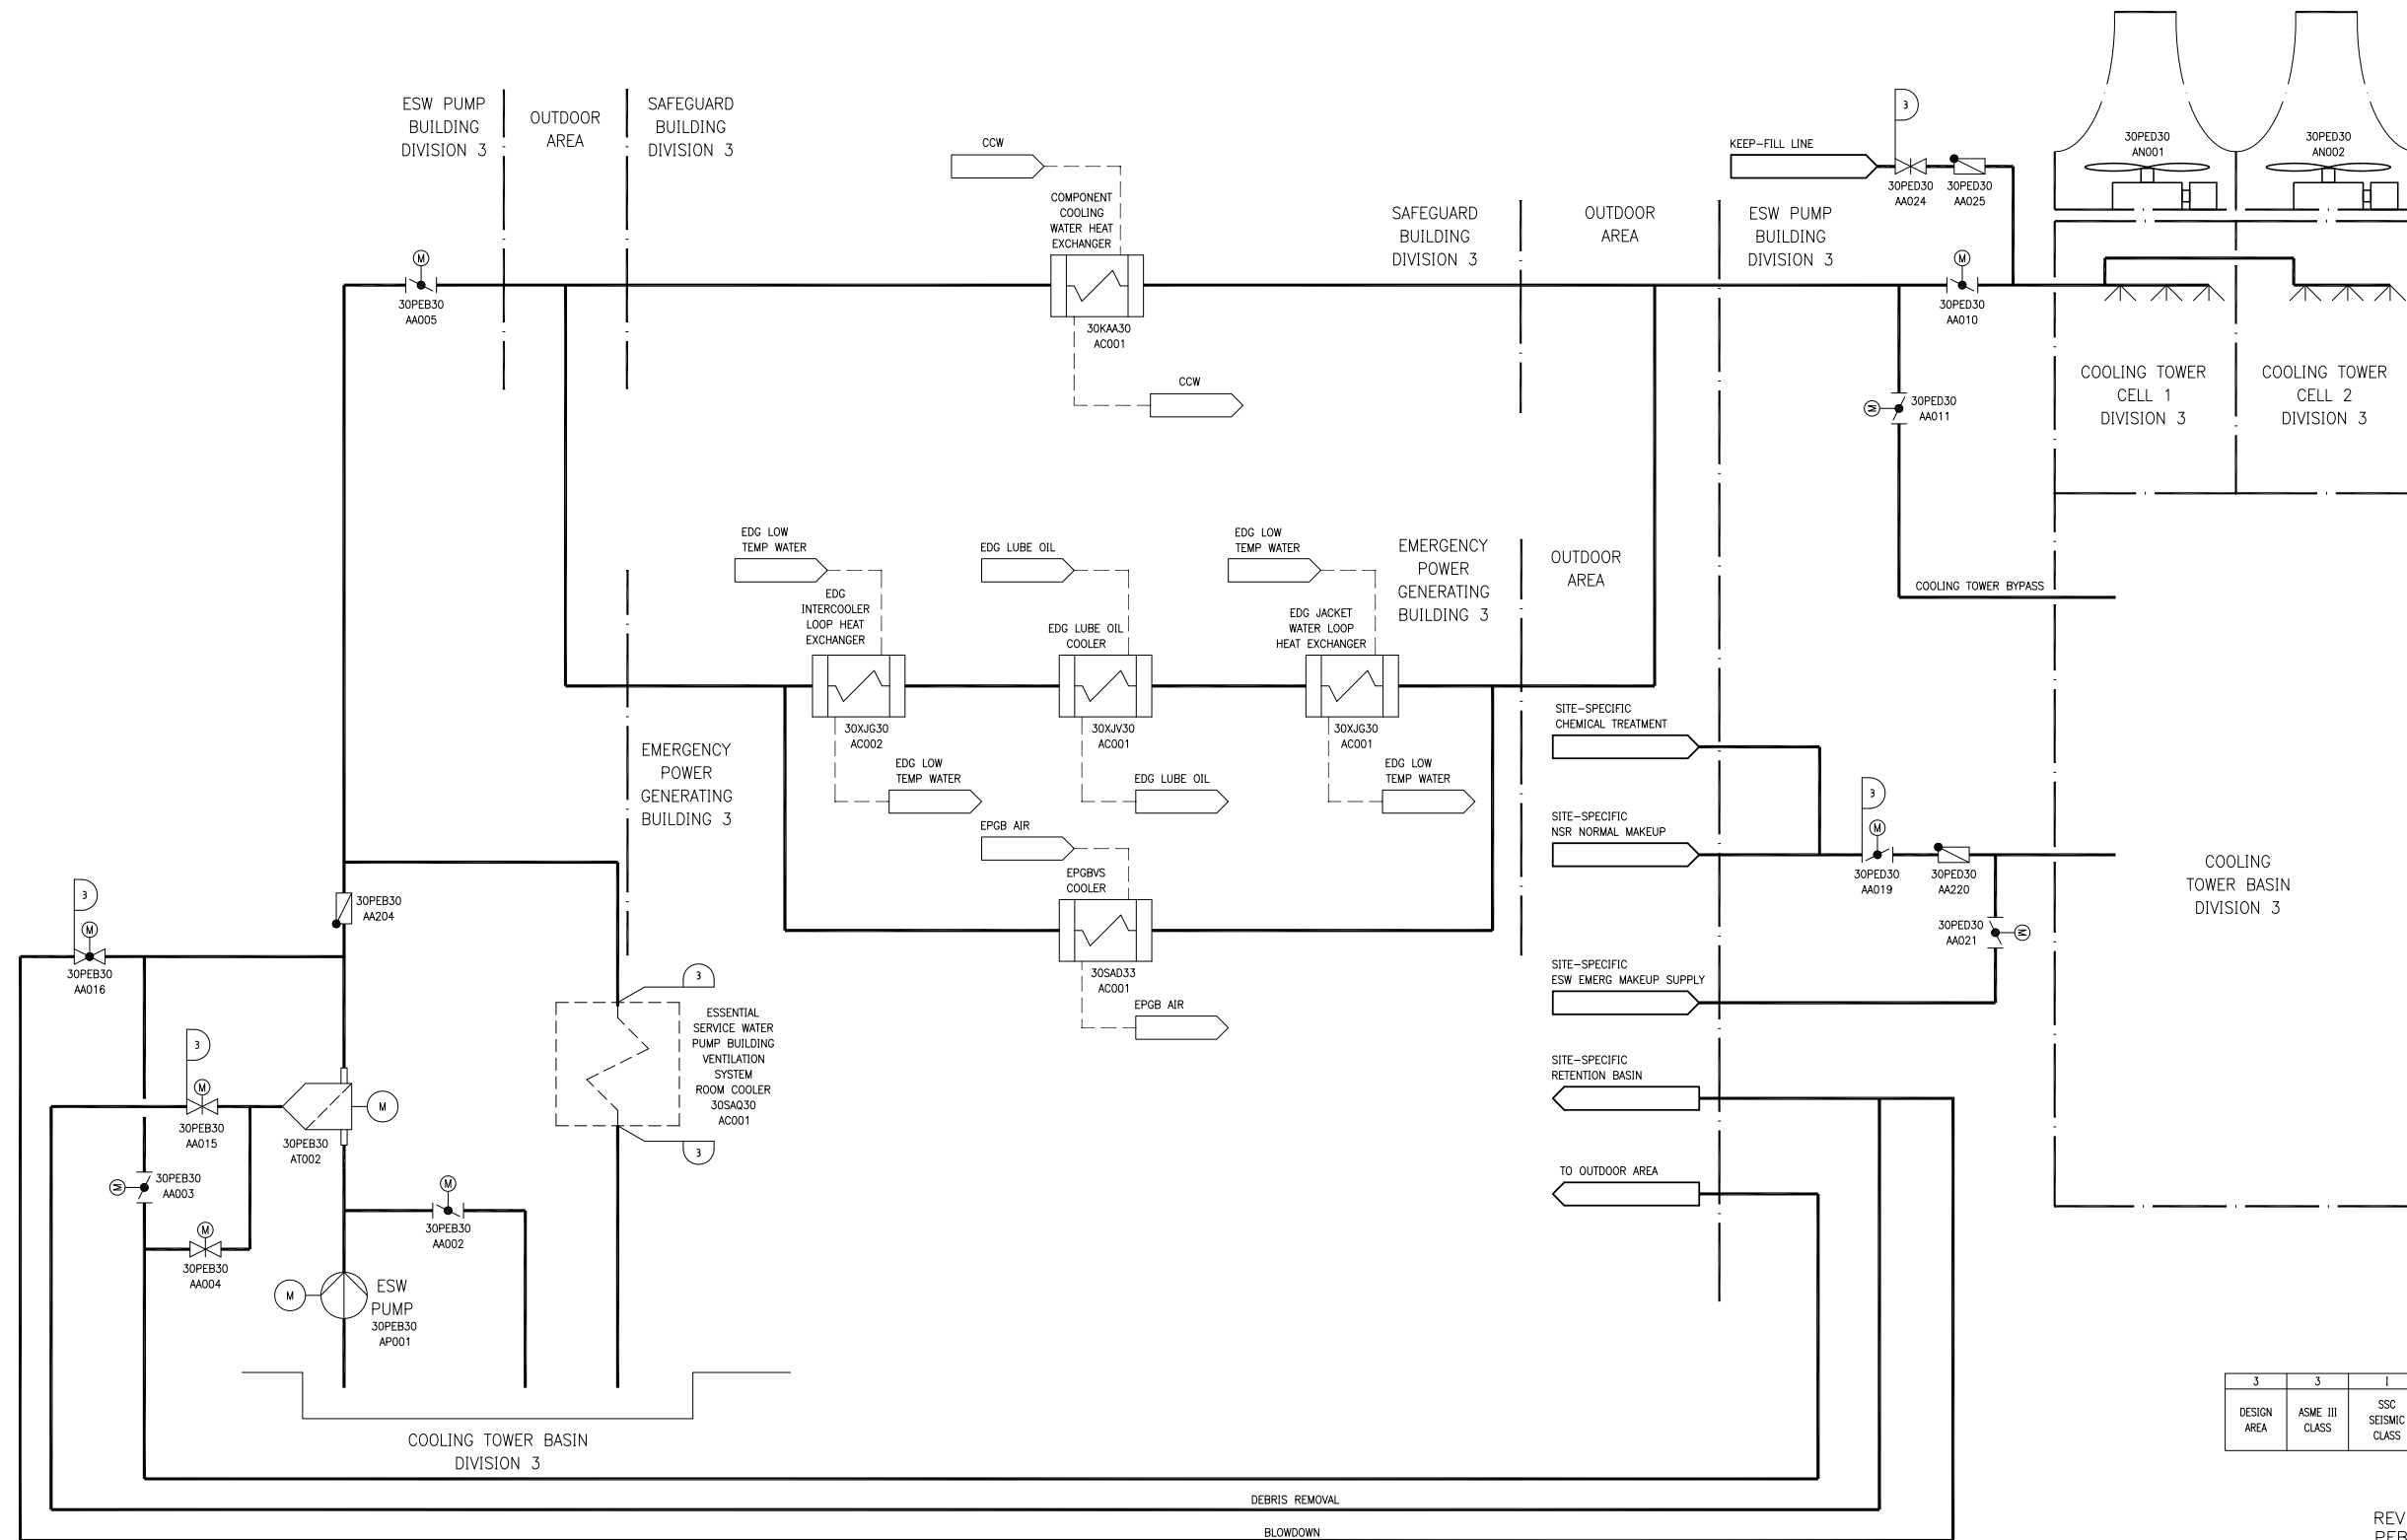 ESW PUMP
BUILDING
DIVISION 3
OUTDOOR
AREA
SAFEGUARD
BUILDING
DIVISION 3
CCW
COMPONENT
COOLING
WATER HEAT
EXCHANGER
30KAA30
AC001
CCW
SAFEGUARD
BUILDING
DIVISION 3
OUTDOOR
AREA
ESW PUMP
BUILDING
DIVISION 3
KEEP-FILL LINE
3
30PED30
AA024
30PED30
AA025
30PED30
AN001
30PED30
AN002
M
30PEB30
AA005
M
30PED30
AA010
M
30PED30
AA011
COOLING TOWER
CELL 1
DIVISION 3
COOLING TOWER
CELL 2
DIVISION 3
COOLING TOWER BYPASS
EDG LOW
TEMP WATER
EDG
INTERCOOLER
LOOP HEAT
EXCHANGER
30XJG30
AC002
EDG LOW
TEMP WATER
EDG LUBE OIL
EDG LUBE OIL
COOLER
30XJV30
AC001
EDG LUBE OIL
EDG LOW
TEMP WATER
EDG JACKET
WATER LOOP
HEAT EXCHANGER
30XJG30
AC001
EDG LOW
TEMP WATER
EMERGENCY
POWER
GENERATING
BUILDING 3
OUTDOOR
AREA
EMERGENCY
POWER
GENERATING
BUILDING 3
EPGB AIR
EPGBVS
COOLER
30SAD33
AC001
EPGB AIR
SITE-SPECIFIC
CHEMICAL TREATMENT
SITE-SPECIFIC
NSR NORMAL MAKEUP
3
M
30PED30
AA019
30PED30
AA220
30PED30
AA021
M
SITE-SPECIFIC
ESW EMERG MAKEUP SUPPLY
SITE-SPECIFIC
RETENTION BASIN
TO OUTDOOR AREA
COOLING
TOWER BASIN
DIVISION 3
30PEB30
AA204
3
M
30PEB30
AA016
3
M
30PEB30
AA015
30PEB30
AT002
M
M
30PEB30
AA003
M
30PEB30
AA004
M
30PEB30
AA002
3
ESSENTIAL
SERVICE WATER
PUMP BUILDING
VENTILATION
SYSTEM
ROOM COOLER
30SAQ30
AC001
3
M
ESW
PUMP
30PEB30
AP001
COOLING TOWER BASIN
DIVISION 3
DEBRIS REMOVAL
BLOWDOWN
3 3 I
DESIGN
AREA
ASME III
CLASS
SSC
SEISMIC
CLASS
REV
PEB